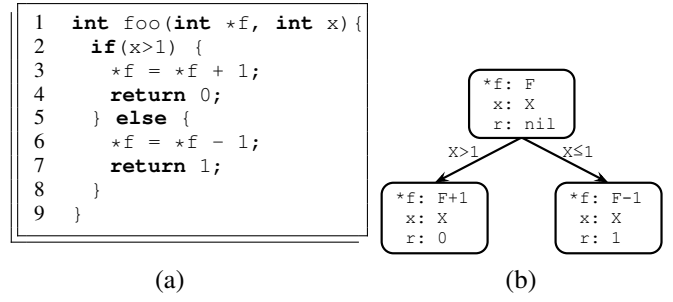 1 int foo(int *f, int x){
2 if(x>1) {
3 *f = *f + 1;
4 return 0;
5 } else {
6 *f = *f - 1;
7 return 1;
8 }
9 }
(a)
*f: F
x: X
r: nil
X>1 X≤1
*f: F+1
x: X
r: 0
*f: F-1
x: X
r: 1
(b)